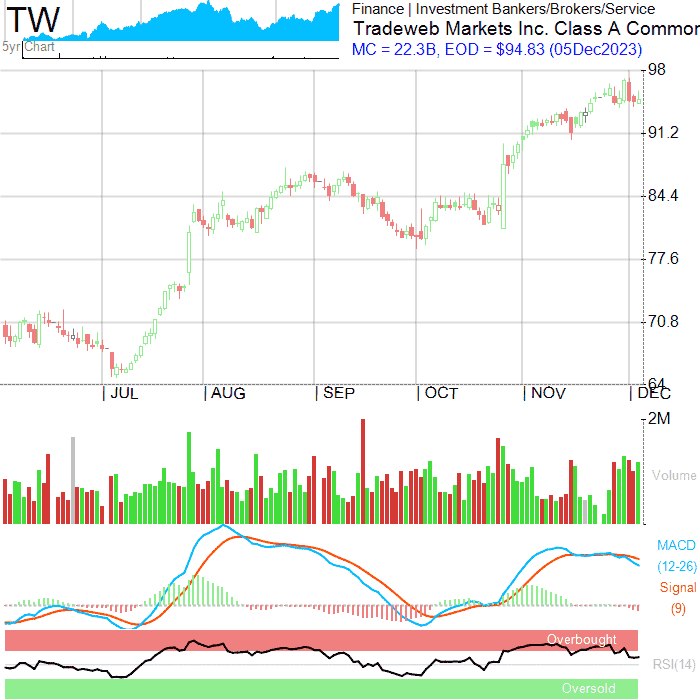 TW
5yr Chart
Finance | Investment Bankers/Brokers/Service
Tradeweb Markets Inc. Class A Common
MC = 22.3B, EOD = $94.83 (05Dec2023)
98
91.2
84.4
77.6
70.8
64
JUL AUG SEP OCT NOV DEC
2M
Volume
MACD
(12-26)
Signal
(9)
Overbought
RSI(14)
Oversold